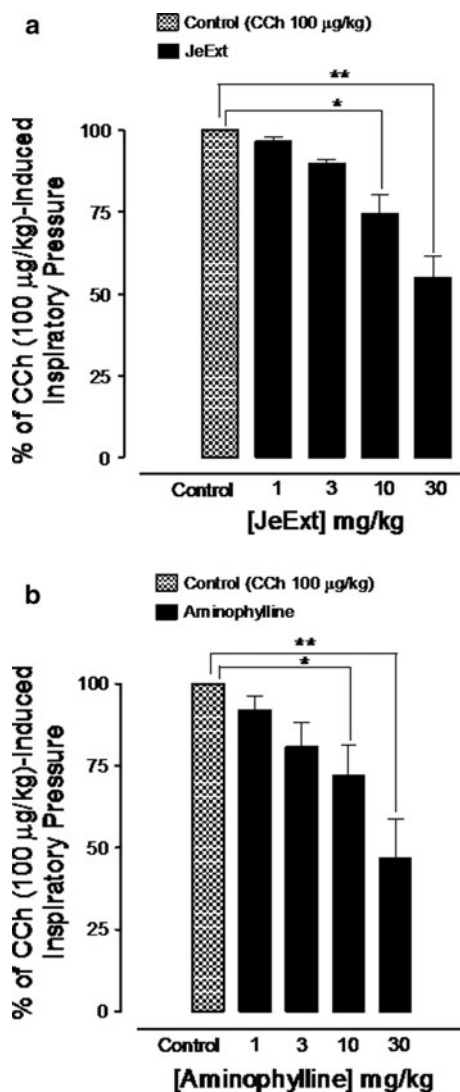 a
Control (CCh 100 μg/kg)
JeExt
**
*
100
75
50
25
0
% of CCh (100 μg/kg)-Induced
Inspiratory Pressure
Control 1 3 10 30
[JeExt] mg/kg
b
Control (CCh 100 μg/kg)
Aminophylline
**
*
100
75
50
25
0
% of CCh (100 μg/kg)-Induced
Inspiratory Pressure
Control 1 3 10 30
[Aminophylline] mg/kg